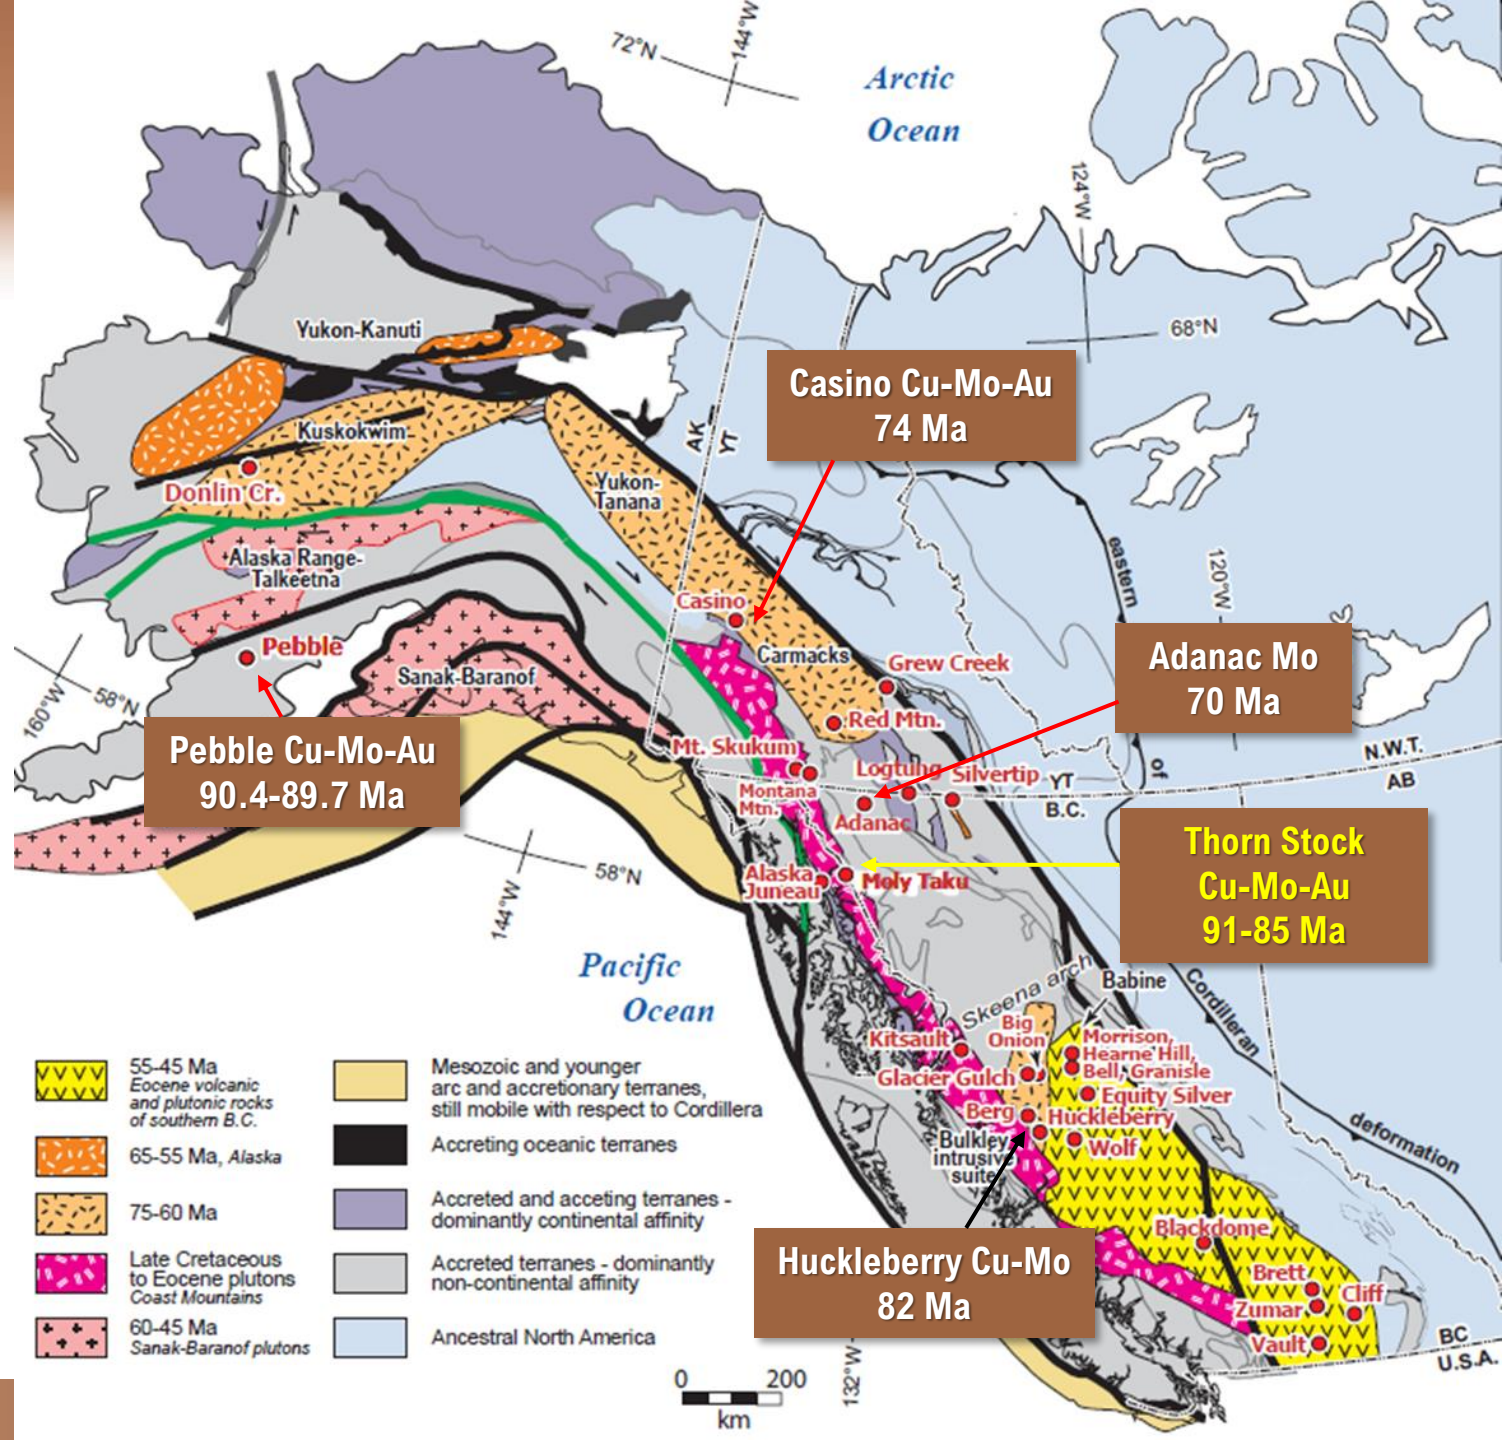 72°N
144°W
Arctic
Ocean
124°W
68°N
Yukon-Kanuti
Casino Cu-Mo-Au
74 Ma
AK
YT
Kuskokwim
Donlin Cr.
Yukon-
Tanana
Alaska Range-
Talkeetna
eastern
120°W
Casino
Pebble
Sanak-Baranof
Carmacks
Grew Creek
Adanac Mo
70 Ma
160°W
58°N
Red Mtn.
Pebble Cu-Mo-Au
90.4-89.7 Ma
Mt. Skukum
Logtung
Silvertip
YT
B.C.
of
N.W.T.
AB
Montana
Mtn.
Adanac
Thorn Stock
Cu-Mo-Au
91-85 Ma
58°N
144°W
Alaska
Juneau
Moly Taku
Pacific
Ocean
Skeena arch
Babine
Cordilleran
Big
Onion
Kitsault
Morrison,
Hearne Hill,
Bell, Granisle
Glacier Gulch
Equity Silver
Berg
Huckleberry
Wolf
Bulkley
intrusive
suite
deformation
Blackdome
Huckleberry Cu-Mo
82 Ma
Brett
Zumar
Cliff
Vault
BC
U.S.A.
132°W
55-45 Ma
Eocene volcanic
and plutonic rocks
of southern B.C.
65-55 Ma, Alaska
75-60 Ma
Late Cretaceous
to Eocene plutons
Coast Mountains
60-45 Ma
Sanak-Baranof plutons
Mesozoic and younger
arc and accretionary terranes,
still mobile with respect to Cordillera
Accreting oceanic terranes
Accreted and acceting terranes -
dominantly continental affinity
Accreted terranes - dominantly
non-continental affinity
Ancestral North America
0 200
km